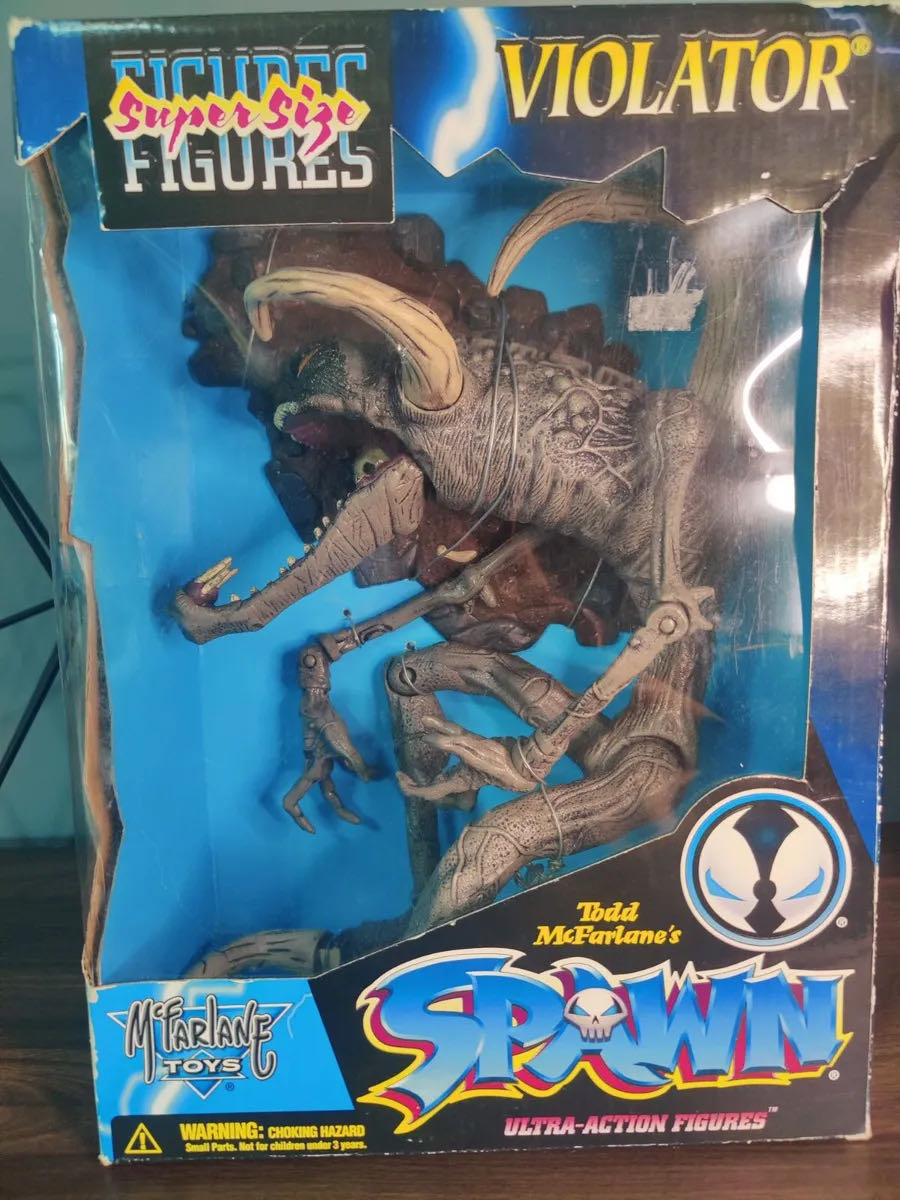 FIGURES
Super Size
FIGURES
VIOLATOR®
Todd
McFarlane's
SPAWN®
ULTRA-ACTION FIGURES™
McFARLANE
TOYS®
WARNING: CHOKING HAZARD
Small Parts. Not for children under 3 years.